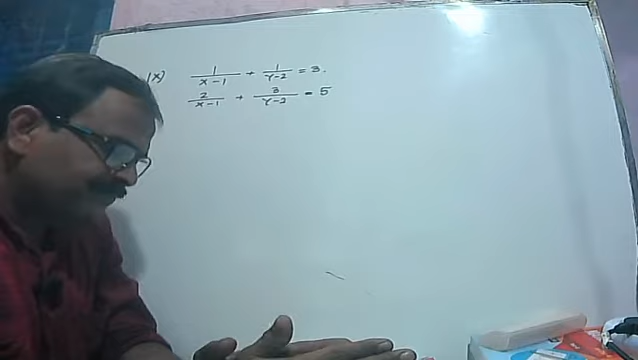 (x) 1/(x-1) + 1/(y-2) = 3.
2/(x-1) + 3/(y-2) = 5